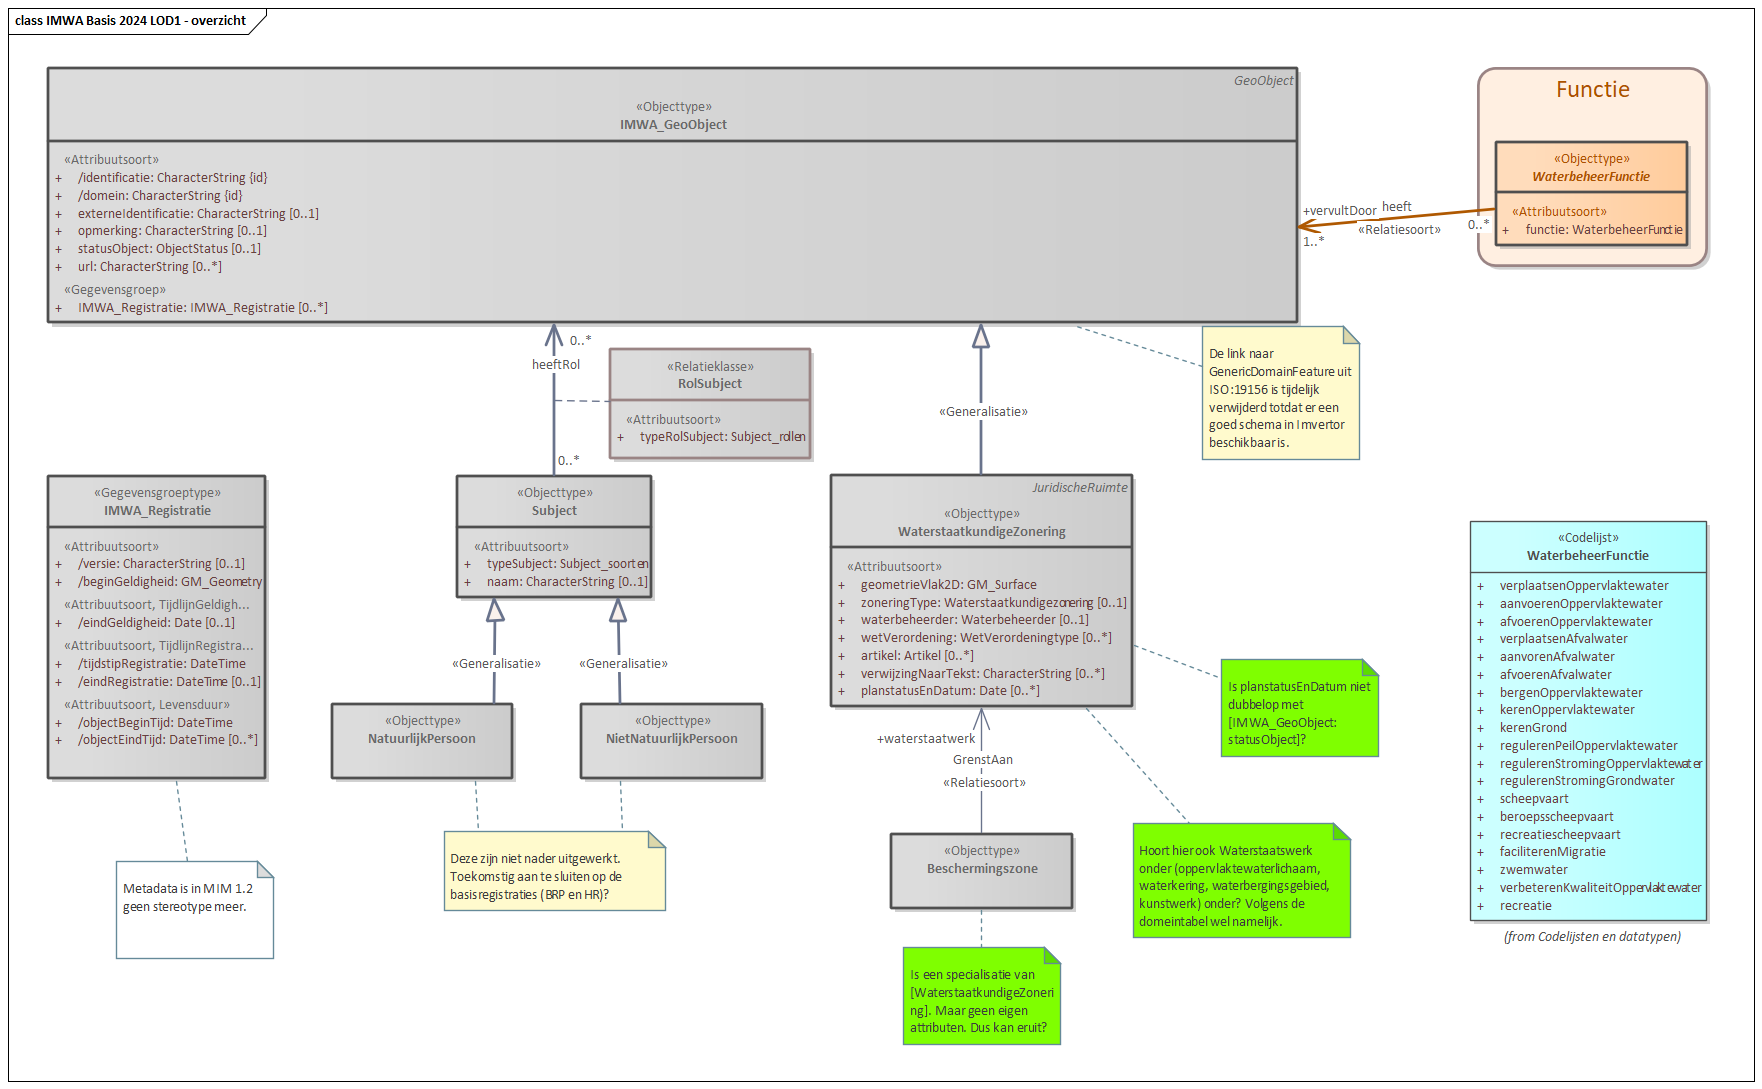 class IMWA Basis 2024 LOD1 - overzicht
GeoObject
«Objecttype»
IMWA_GeoObject
«Attribuutsoort»
+ /identificatie: CharacterString {id}
+ /domein: CharacterString {id}
+ externeIdentificatie: CharacterString [0..1]
+ opmerking: CharacterString [0..1]
+ statusObject: ObjectStatus [0..1]
+ url: CharacterString [0..*]
«Gegevensgroep»
+ IMWA_Registratie: IMWA_Registratie [0..*]
Functie
«Objecttype»
WaterbeheerFunctie
«Attribuutsoort»
+ functie: WaterbeheerFunctie
+vervultDoor
heeft
«Relatiesoort»
0..*
1..*
0..*
heeftRol
0..*
«Relatieklasse»
RolSubject
«Attribuutsoort»
+ typeRolSubject: Subject_rollen
«Generalisatie»
De link naar
GenericDomainFeature uit
ISO:19156 is tijdelijk
verwijderd totdat er een
goed schema in Imvertor
beschikbaar is.
«Gegevensgroeptype»
IMWA_Registratie
«Attribuutsoort»
+ /versie: CharacterString [0..1]
+ /beginGeldigheid: GM_Geometry
«Attribuutsoort, TijdlijnGeldigh...
+ /eindGeldigheid: Date [0..1]
«Attribuutsoort, TijdlijnRegistra...
+ /tijdstipRegistratie: DateTime
+ /eindRegistratie: DateTime [0..1]
«Attribuutsoort, Levensduur»
+ /objectBeginTijd: DateTime
+ /objectEindTijd: DateTime [0..*]
«Objecttype»
Subject
«Attribuutsoort»
+ typeSubject: Subject_soorten
+ naam: CharacterString [0..1]
«Generalisatie»
«Generalisatie»
«Objecttype»
NatuurlijkPersoon
«Objecttype»
NietNatuurlijkPersoon
Deze zijn niet nader uitgewerkt.
Toekomstig aan te sluiten op de
basisregistraties (BRP en HR)?
Metadata is in MIM 1.2
geen stereotype meer.
JuridischeRuimte
«Objecttype»
WaterstaatkundigeZonering
«Attribuutsoort»
+ geometrieVlak2D: GM_Surface
+ zoneringType: Waterstaatkundigezonering [0..1]
+ waterbeheerder: Waterbeheerder [0..1]
+ wetVerordening: WetVerordeningtype [0..*]
+ artikel: Artikel [0..*]
+ verwijzingNaarTekst: CharacterString [0..*]
+ planstatusEnDatum: Date [0..*]
Is planstatusEnDatum niet
dubbelop met
[IMWA_GeoObject:
statusObject]?
+waterstaatwerk
GrenstAan
«Relatiesoort»
«Objecttype»
Beschermingszone
Hoort hier ook Waterstaatswerk
onder (oppervlaktewaterlichaam,
waterkering, waterbergingsgebied,
kunstwerk) onder? Volgens de
domeintabel wel namelijk.
Is een specialisatie van
[WaterstaatkundigeZoneri
ng]. Maar geen eigen
attributen. Dus kan eruit?
«Codelijst»
WaterbeheerFunctie
+ verplaatsenOppervlaktewater
+ aanvoerenOppervlaktewater
+ afvoerenOppervlaktewater
+ verplaatsenAfvalwater
+ aanvorenAfvalwater
+ afvoerenAfvalwater
+ bergenOppervlaktewater
+ kerenOppervlaktewater
+ kerenGrond
+ regulerenPeilOppervlaktewater
+ regulerenStromingOppervlaktewater
+ regulerenStromingGrondwater
+ scheepvaart
+ beroepsscheepvaart
+ recreatiescheepvaart
+ faciliterenMigratie
+ zwemwater
+ verbeterenKwaliteitOppervlaktewater
+ recreatie
(from Codelijsten en datatypen)